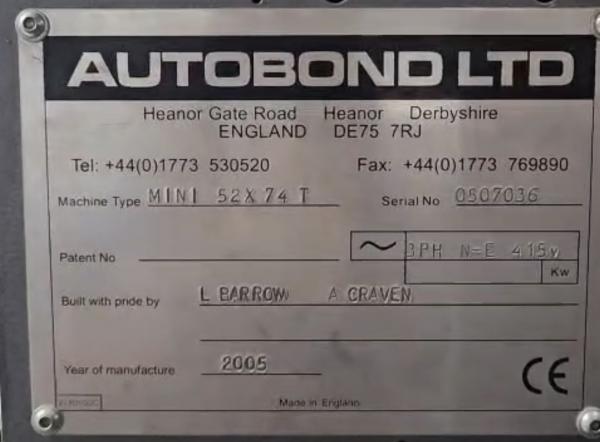 AUTOBOND LTD
Heanor Gate Road Heanor Derbyshire
ENGLAND DE75 7RJ
Tel: +44(0)1773 530520 Fax: +44(0)1773 769890
Machine Type MINI 52X74 T Serial No 0507036
Patent No ~ 3PH N=E 415v
Kw
Built with pride by L BARROW A CRAVEN
Year of manufacture 2005 CE
Made in England